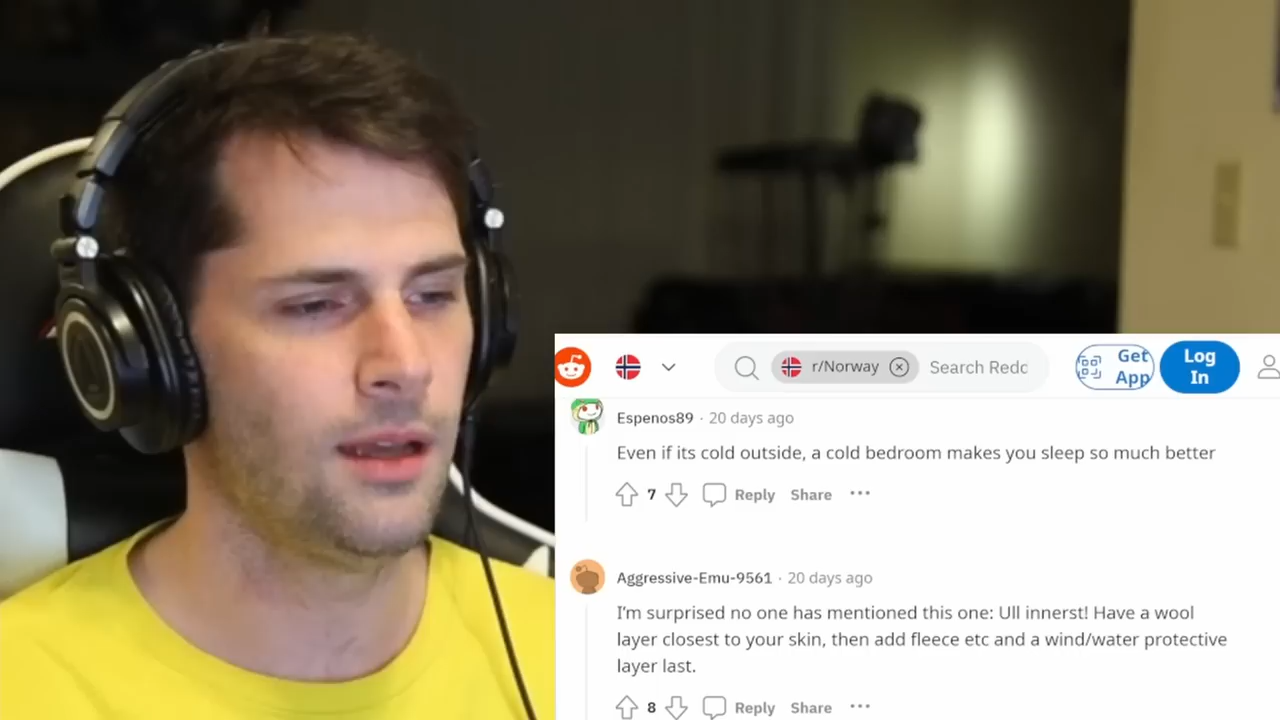 r/Norway
Search Redc
Get App
Log In
Espenos89 · 20 days ago
Even if its cold outside, a cold bedroom makes you sleep so much better
7 Reply Share ···
Aggressive-Emu-9561 · 20 days ago
I'm surprised no one has mentioned this one: Ull innerst! Have a wool
layer closest to your skin, then add fleece etc and a wind/water protective
layer last.
8 Reply Share ···